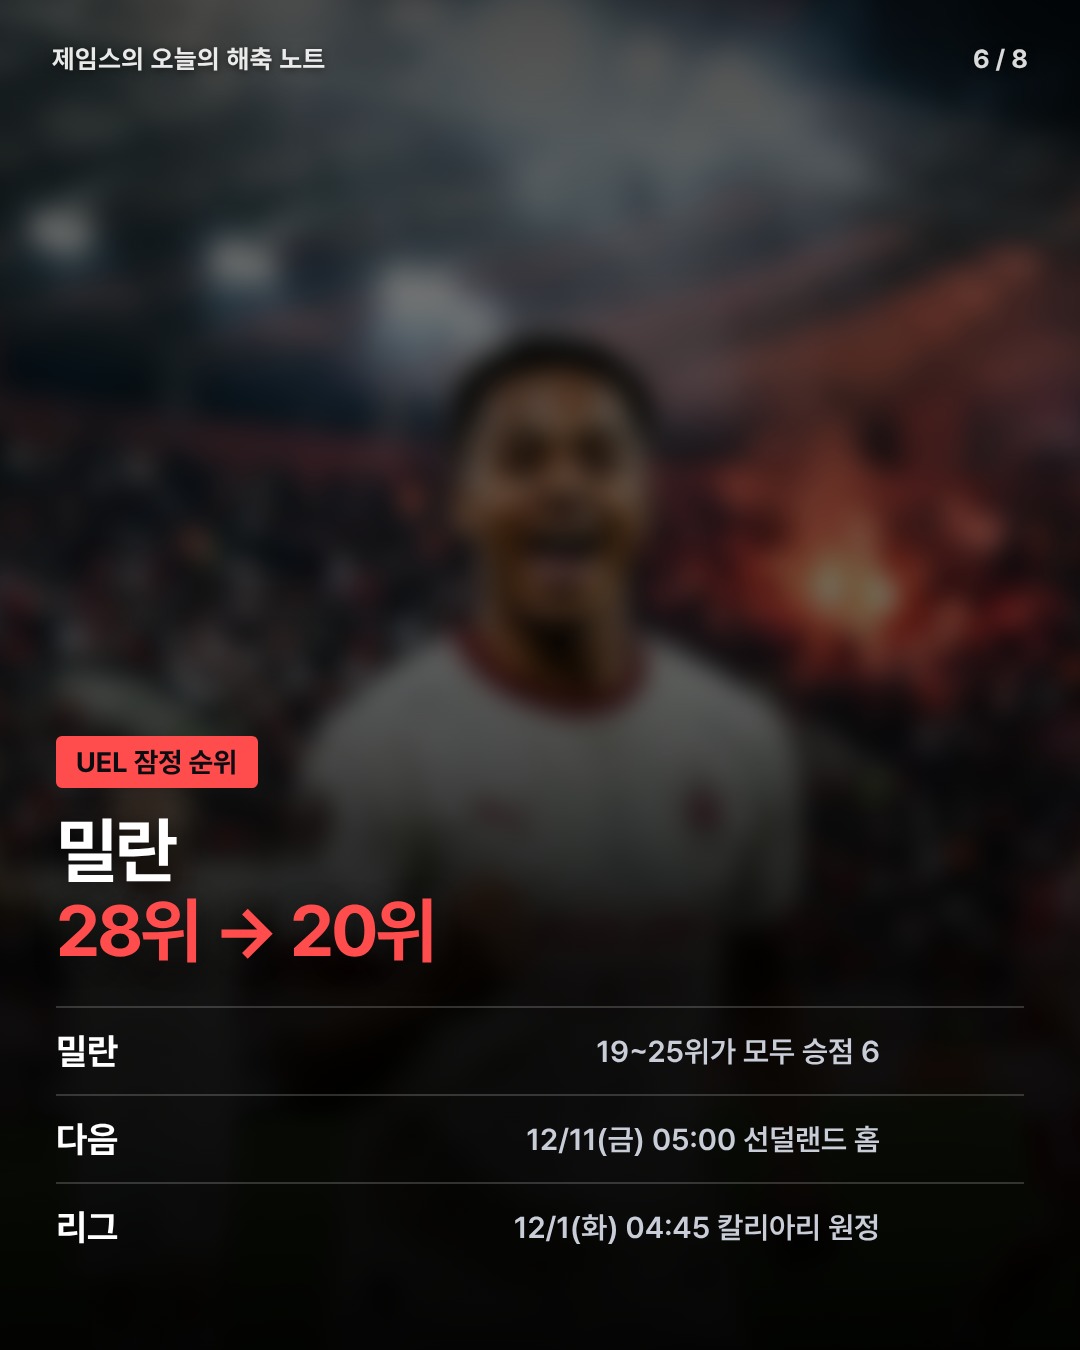 제임스의 오늘의 해축 노트
6 / 8
UEL 잠정 순위
밀란
28위 → 20위
밀란 19~25위가 모두 승점 6
다음 12/11(금) 05:00 선덜랜드 홈
리그 12/1(화) 04:45 칼리아리 원정